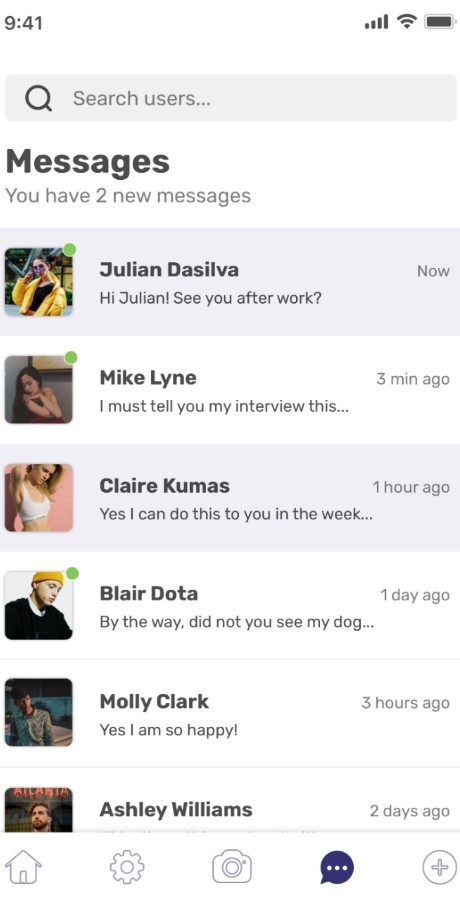 9:41
Search users...
Messages
You have 2 new messages
Julian Dasilva
Now
Hi Julian! See you after work?
Mike Lyne
3 min ago
I must tell you my interview this...
Claire Kumas
1 hour ago
Yes I can do this to you in the week...
Blair Dota
1 day ago
By the way, did not you see my dog...
Molly Clark
3 hours ago
Yes I am so happy!
ATLANTA
Ashley Williams
2 days ago